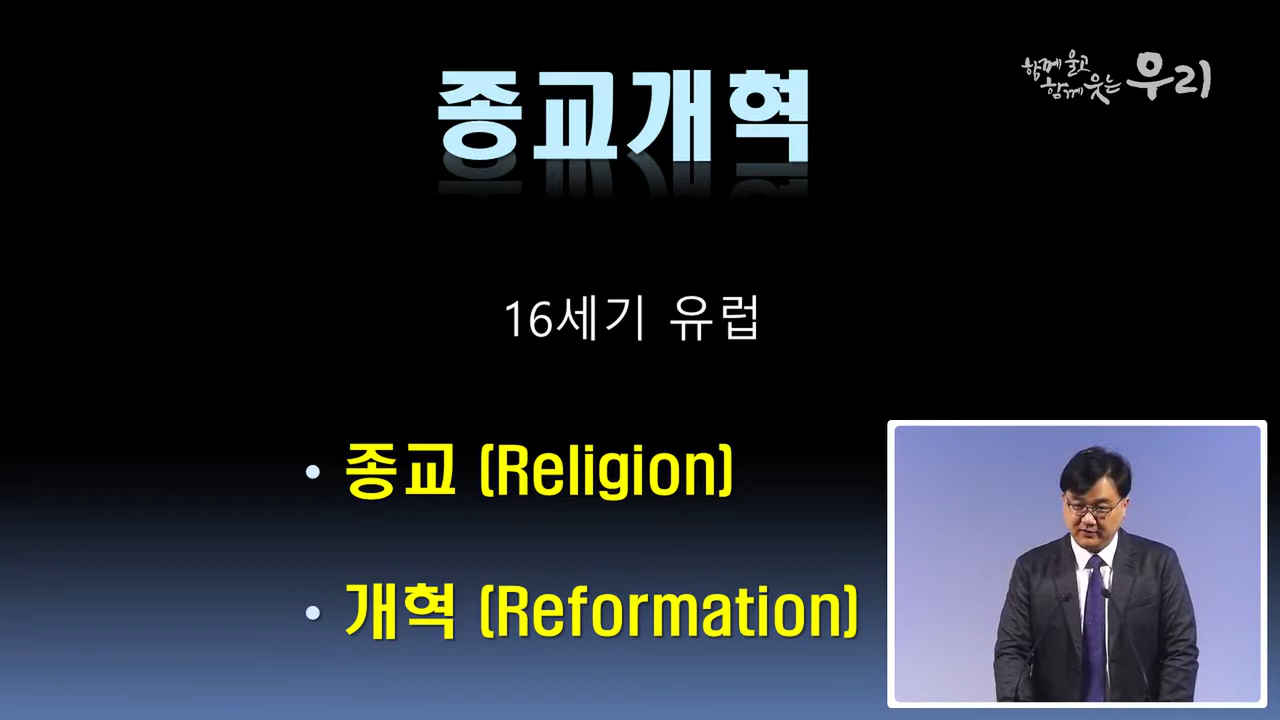 종교개혁
함께 울고
함께 웃는 우리
16세기 유럽
• 종교 (Religion)
• 개혁 (Reformation)